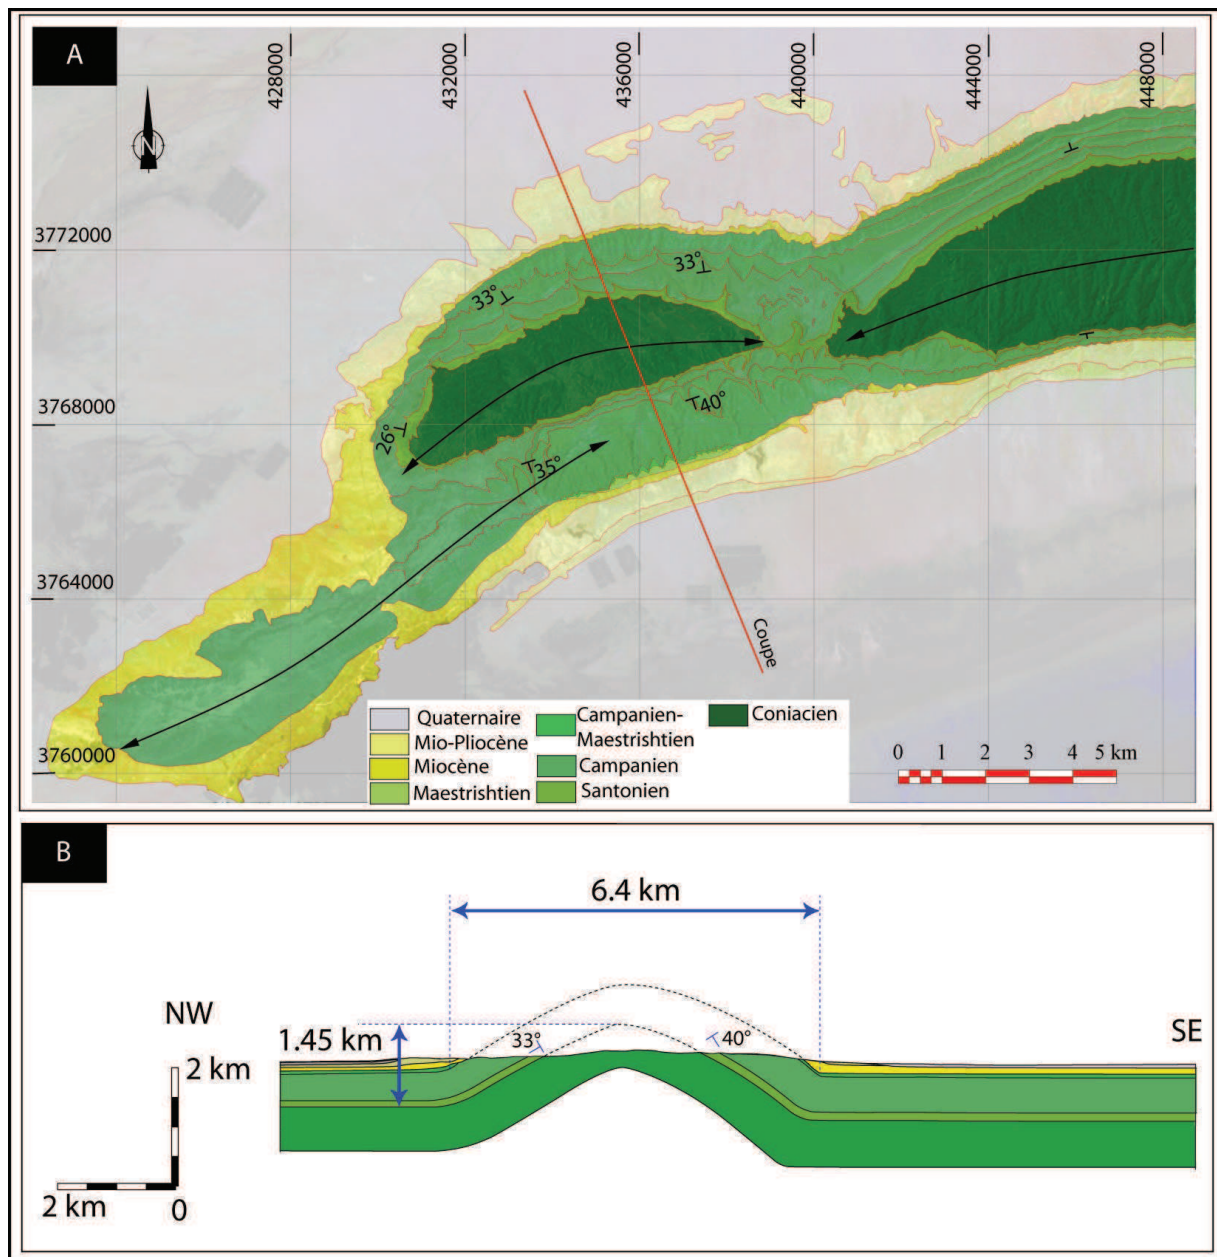 A
428000
432000
436000
440000
444000
448000
N
3772000
3768000
3764000
3760000
33°
33°
26°
40°
35°
Coupe
Quaternaire
Mio-Pliocène
Miocène
Maestrishtien
Campanien-
Maestrishtien
Campanien
Santonien
Coniacien
0 1 2 3 4 5 km
B
6.4 km
NW
SE
1.45 km
33°
40°
2 km
2 km
0